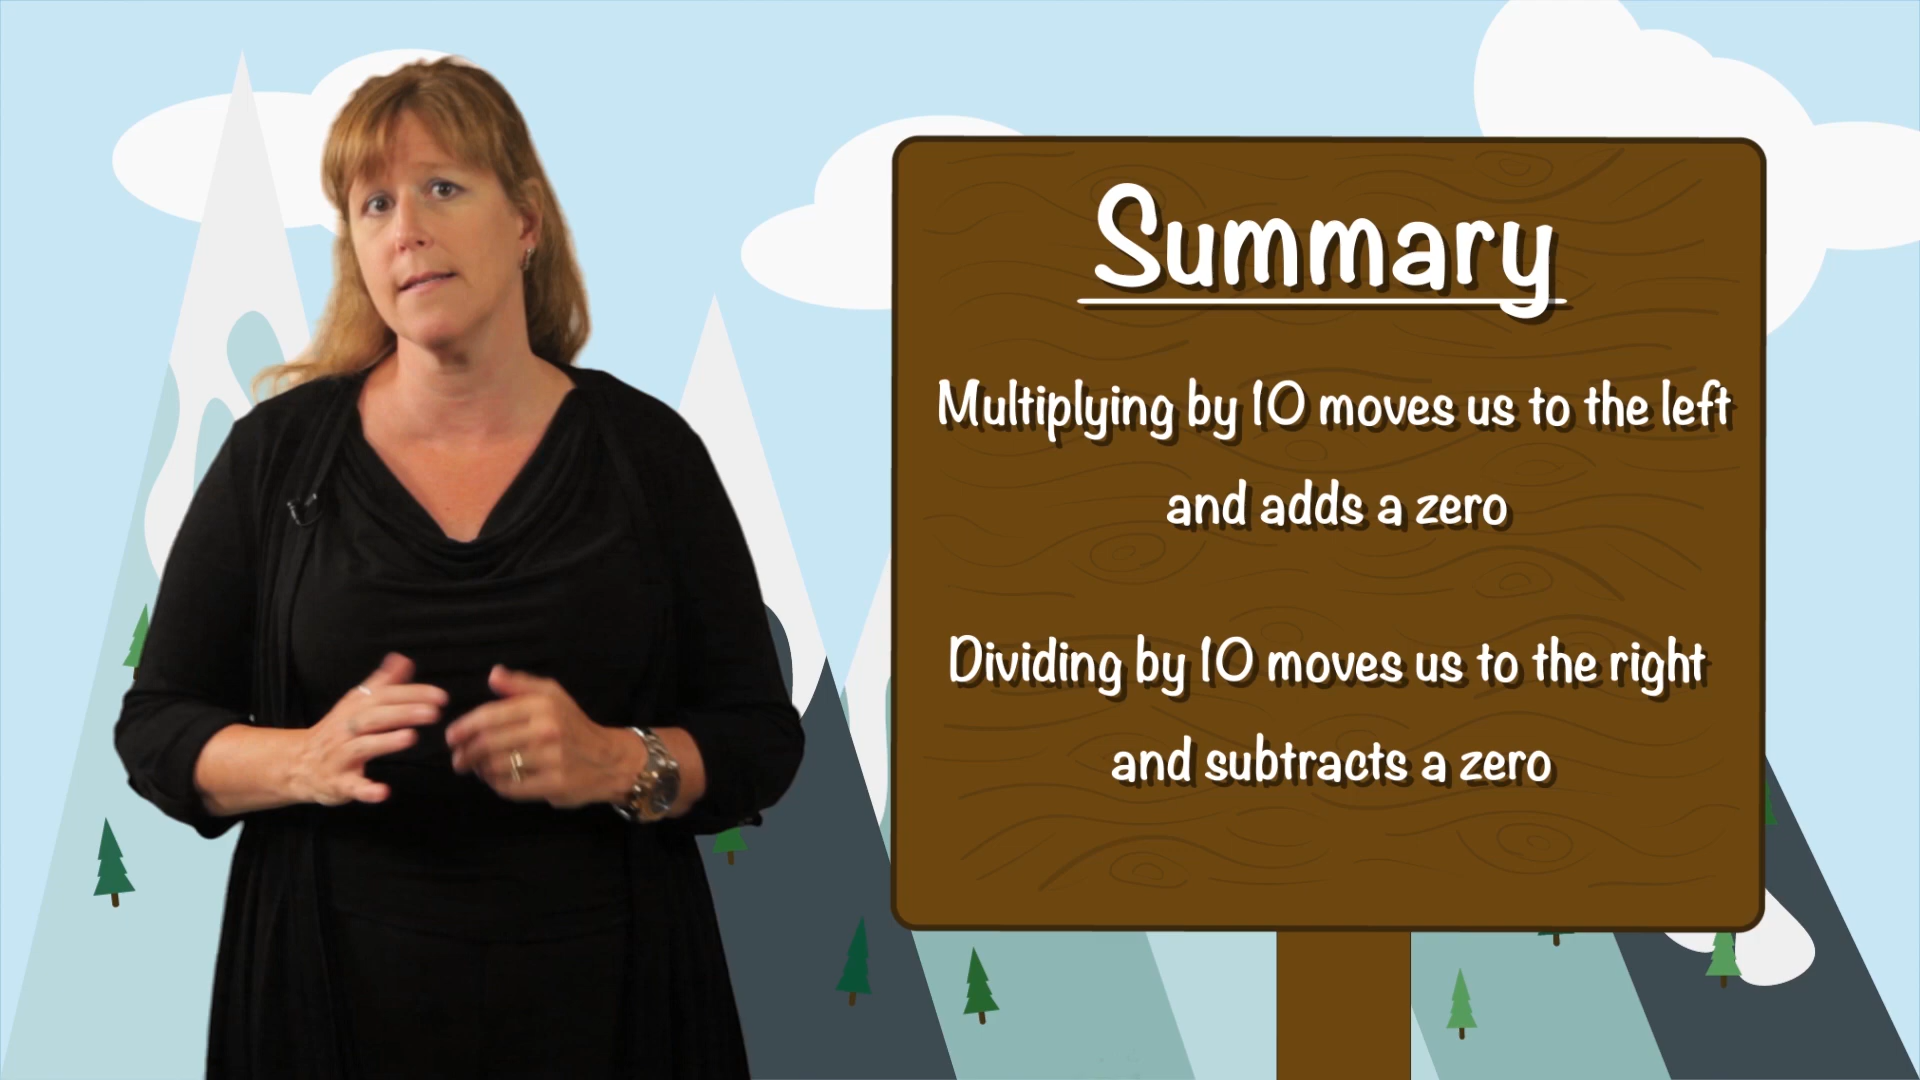 Summary
Multiplying by 10 moves us to the left
and adds a zero
Dividing by 10 moves us to the right
and subtracts a zero